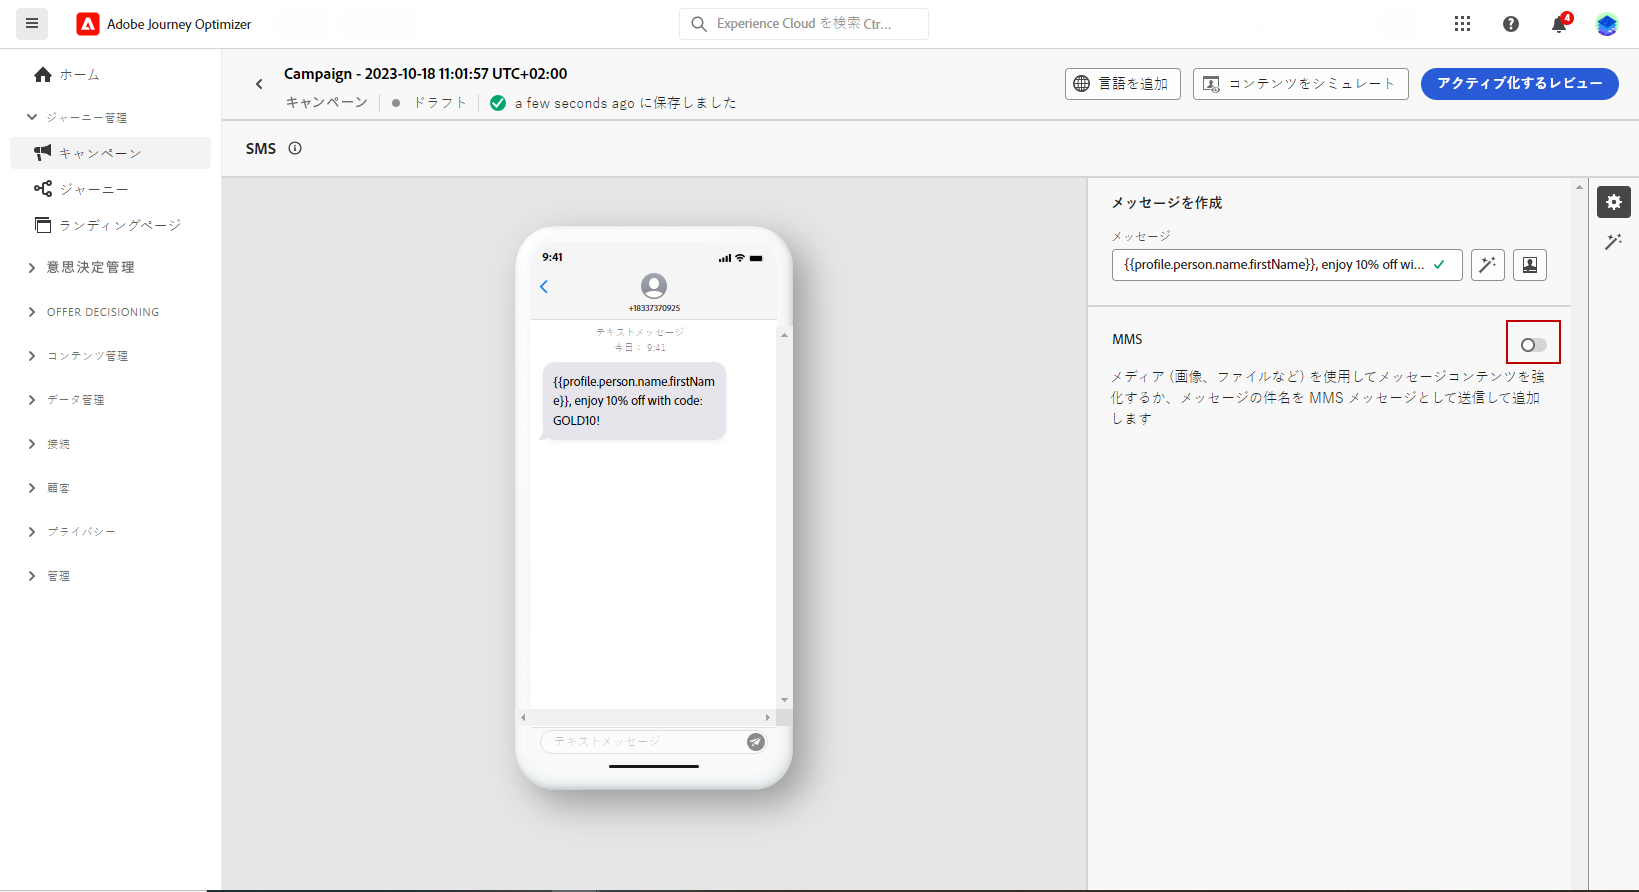 Adobe Journey Optimizer
Experience Cloud を検索 Ctr...
4
ホーム
ジャーニー管理
キャンペーン
ジャーニー
ランディングページ
意思決定管理
OFFER DECISIONING
コンテンツ管理
データ管理
接続
顧客
プライバシー
管理
Campaign - 2023-10-18 11:01:57 UTC+02:00
キャンペーン
ドラフト
a few seconds ago に保存しました
言語を追加
コンテンツをシミュレート
アクティブ化するレビュー
SMS
9:41
+18337370925
テキストメッセージ
今日： 9:41
{{profile.person.name.firstNam
e}}, enjoy 10% off with code:
GOLD10!
テキストメッセージ
メッセージを作成
メッセージ
{{profile.person.name.firstName}}, enjoy 10% off wi...
MMS
メディア (画像、ファイルなど) を使用してメッセージコンテンツを強
化するか、メッセージの件名を MMS メッセージとして送信して追加
します